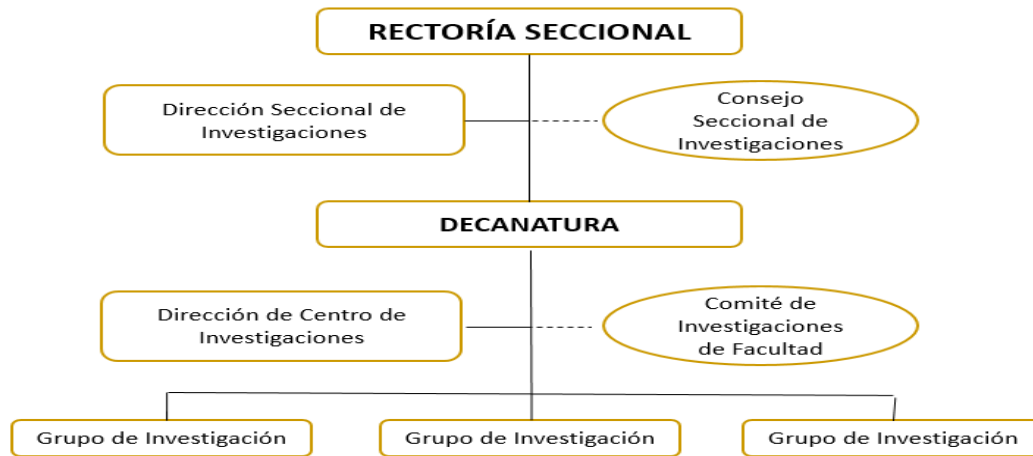 RECTORÍA SECCIONAL
Dirección Seccional de
Investigaciones
Consejo
Seccional de
Investigaciones
DECANATURA
Dirección de Centro de
Investigaciones
Comité de
Investigaciones
de Facultad
Grupo de Investigación
Grupo de Investigación
Grupo de Investigación